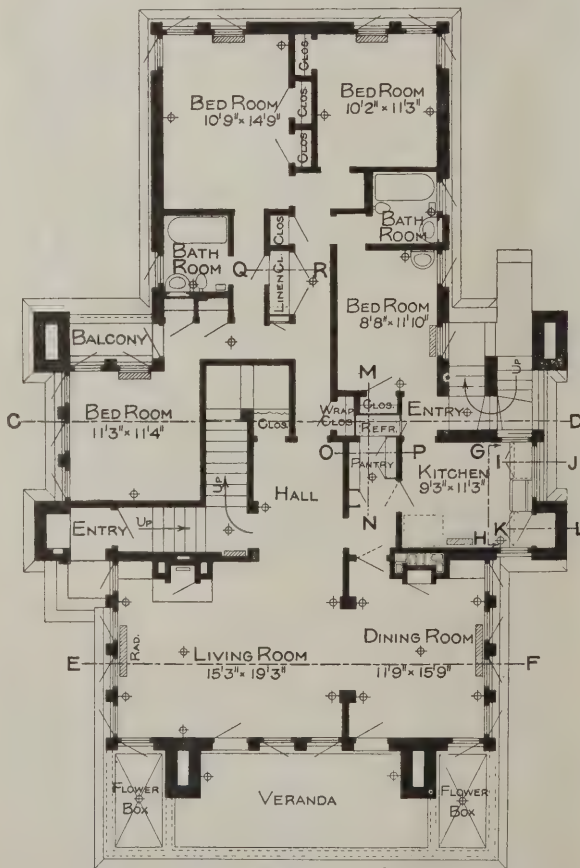 BED ROOM
10'9" × 14'9"
CLOS
CLOS
CLOS
BED ROOM
10'2" × 11'3"
BATH
ROOM
CLOS
BATH
ROOM
Q
R
LINEN CL.
BED ROOM
8'8" × 11'10"
BALCONY
M
UP
C
BED ROOM
11'3" × 11'4"
CLOS
WRAP
CLOS
CLOS.
REFR.
ENTRY
D
O
PANTRY
P
KITCHEN
9'3" × 11'3"
G
I
J
UP
HALL
ENTRY
UP
N
H
K
L
E
RAD.
LIVING ROOM
15'3" × 19'3"
DINING ROOM
11'9" × 15'9"
F
FLOWER
BOX
VERANDA
FLOWER
BOX